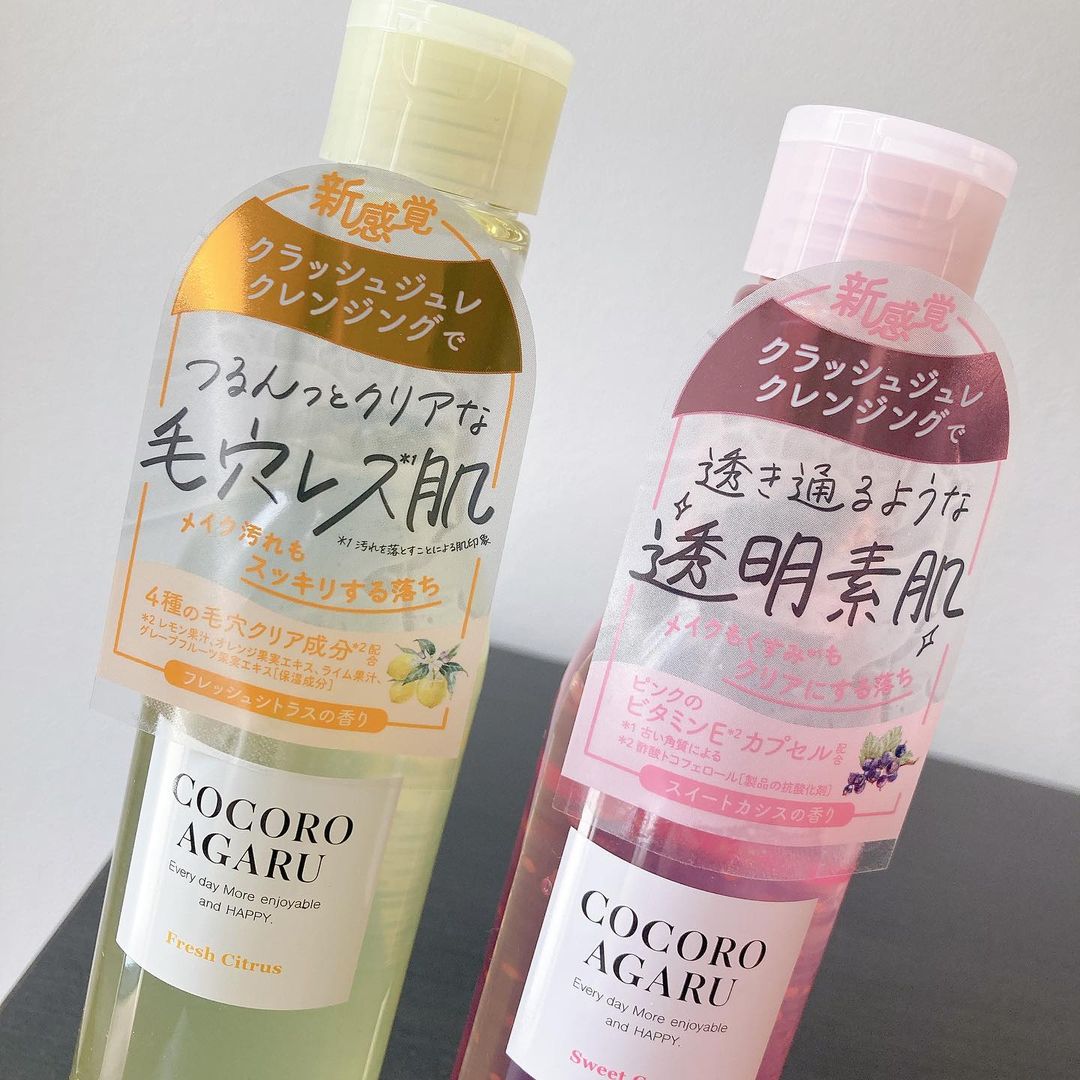 新感覚
クラッシュジュレ
クレンジングで
つるんっとクリアな
毛穴レス*1肌
*1 汚れを落とすことによる肌印象
メイク汚れも
スッキリする落ち
4種の毛穴クリア成分*2配合
*2 レモン果汁、オレンジ果実エキス、ライム果汁、
グレープフルーツ果実エキス[保湿成分]
フレッシュシトラスの香り
COCORO
AGARU
Every day More enjoyable
and HAPPY.
Fresh Citrus
新感覚
クラッシュジュレ
クレンジングで
透き通るような
透明素肌
メイクもくすみ*1も
クリアにする落ち
ピンクの
ビタミンE*2カプセル配合
*1 古い角質による
*2 酢酸トコフェロール[製品の抗酸化剤]
スイートカシスの香り
COCORO
AGARU
Every day More enjoyable
and HAPPY.
Sweet